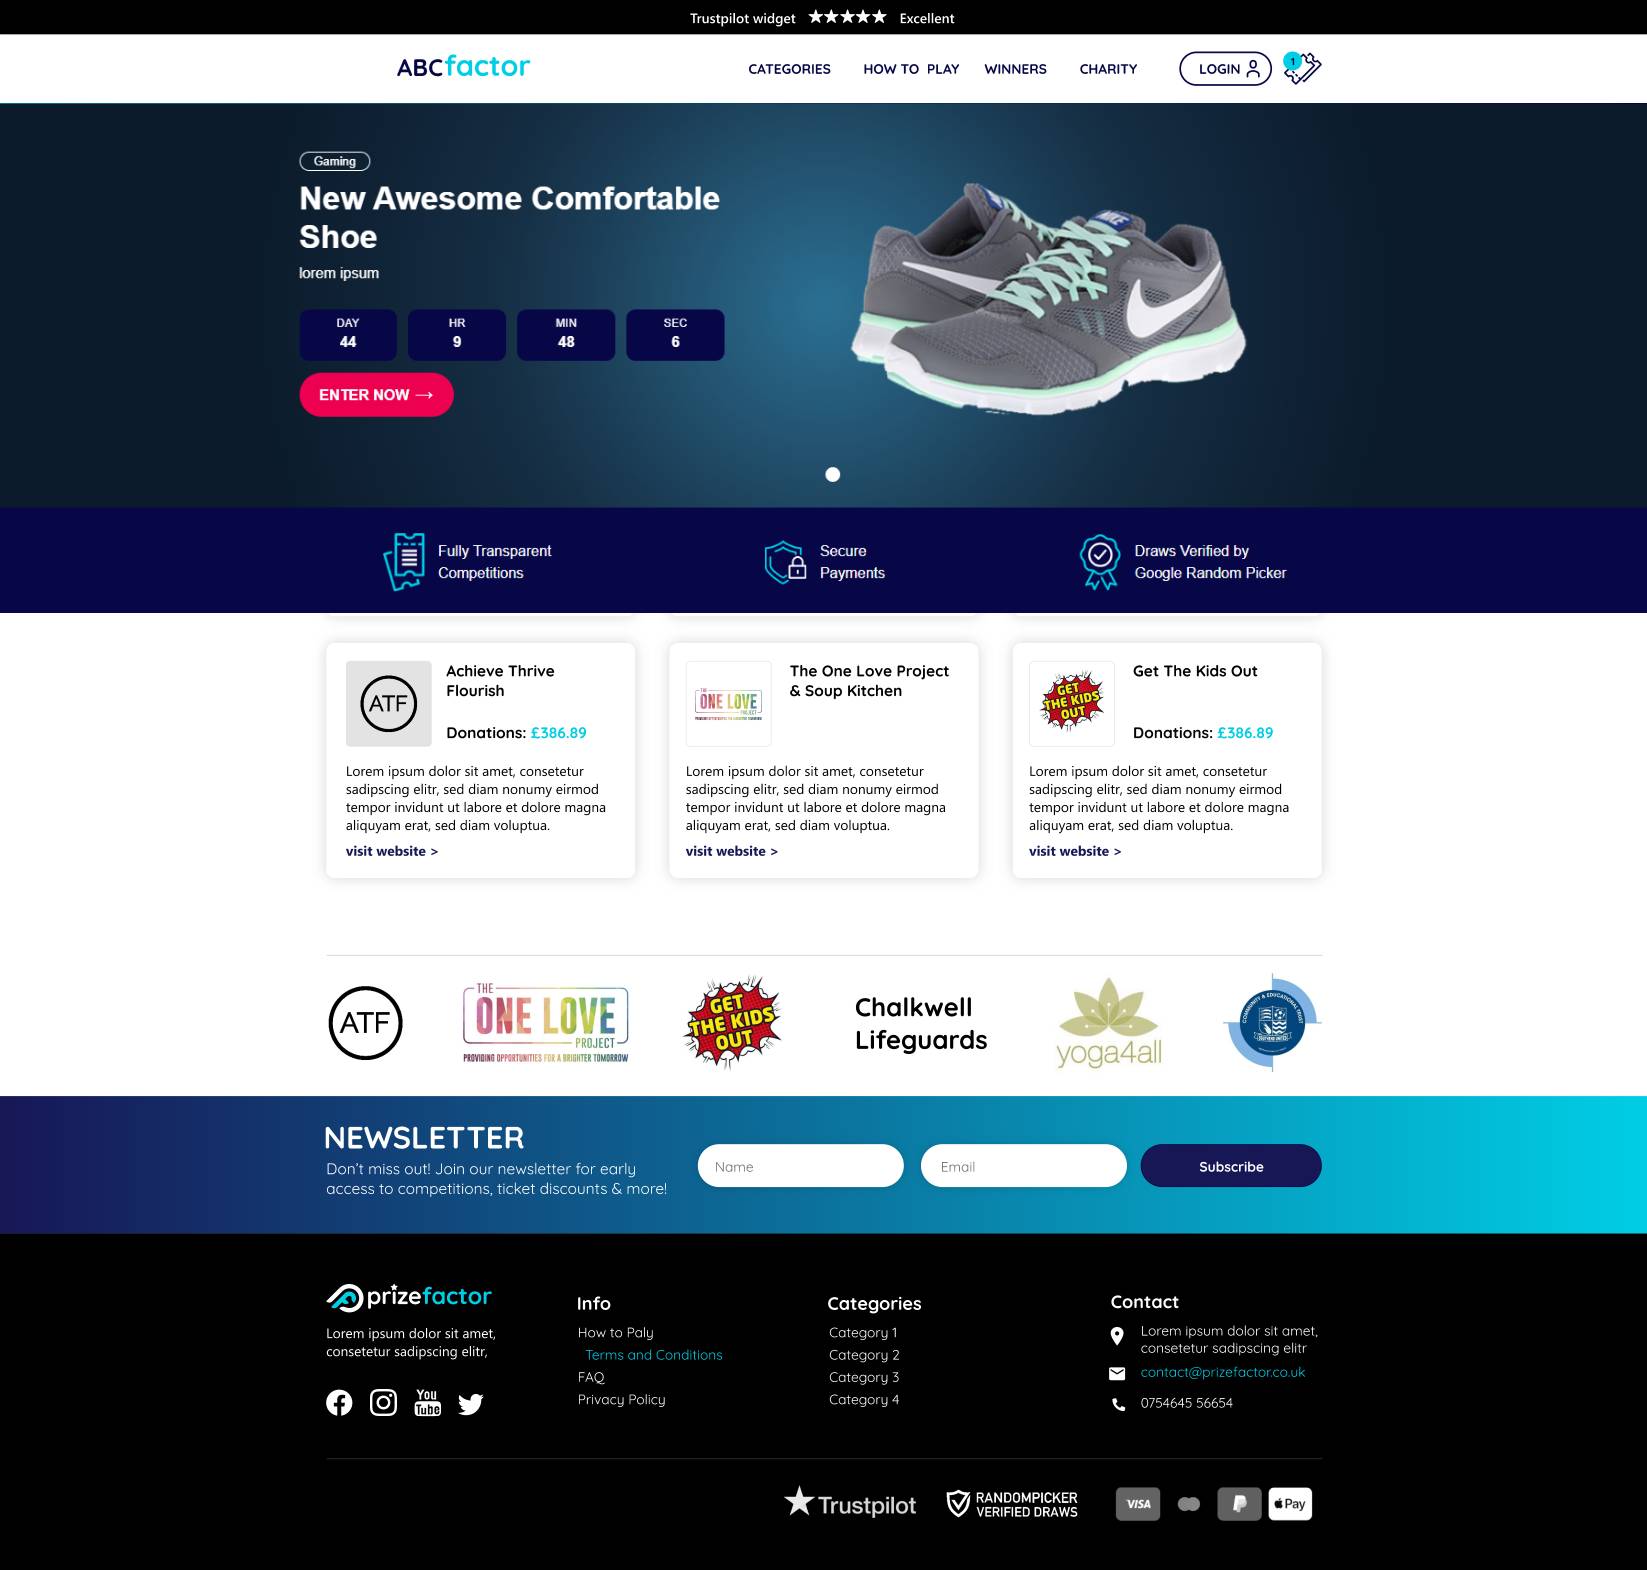 Trustpilot widget ★★★★★ Excellent
ABCfactor
CATEGORIES HOW TO PLAY WINNERS CHARITY LOGIN 1
Gaming
New Awesome Comfortable
Shoe
lorem ipsum
DAY HR MIN SEC
44 9 48 6
ENTER NOW →
NIKE
Fully Transparent
Competitions
Secure
Payments
Draws Verified by
Google Random Picker
ATF
Achieve Thrive
Flourish
Donations: £386.89
Lorem ipsum dolor sit amet, consetetur
sadipscing elitr, sed diam nonumy eirmod
tempor invidunt ut labore et dolore magna
aliquyam erat, sed diam voluptua.
visit website >
THE
ONE LOVE
PROJECT
PROVIDING OPPORTUNITIES FOR A BRIGHTER TOMORROW
The One Love Project
& Soup Kitchen
Lorem ipsum dolor sit amet, consetetur
sadipscing elitr, sed diam nonumy eirmod
tempor invidunt ut labore et dolore magna
aliquyam erat, sed diam voluptua.
visit website >
GET
THE KIDS
OUT
Get The Kids Out
Donations: £386.89
Lorem ipsum dolor sit amet, consetetur
sadipscing elitr, sed diam nonumy eirmod
tempor invidunt ut labore et dolore magna
aliquyam erat, sed diam voluptua.
visit website >
ATF
THE
ONE LOVE
PROJECT
PROVIDING OPPORTUNITIES FOR A BRIGHTER TOMORROW
GET
THE KIDS
OUT
Chalkwell
Lifeguards
yoga4all
COMMUNITY & EDUCATIONAL TRUST
SOUTHEND UNITED
NEWSLETTER
Don't miss out! Join our newsletter for early
access to competitions, ticket discounts & more!
Name
Email
Subscribe
prizefactor
Lorem ipsum dolor sit amet,
consetetur sadipscing elitr,
You
Tube
Info
How to Paly
Terms and Conditions
FAQ
Privacy Policy
Categories
Category 1
Category 2
Category 3
Category 4
Contact
Lorem ipsum dolor sit amet,
consetetur sadipscing elitr
contact@prizefactor.co.uk
0754645 56654
Trustpilot
RANDOMPICKER
VERIFIED DRAWS
VISA
Pay